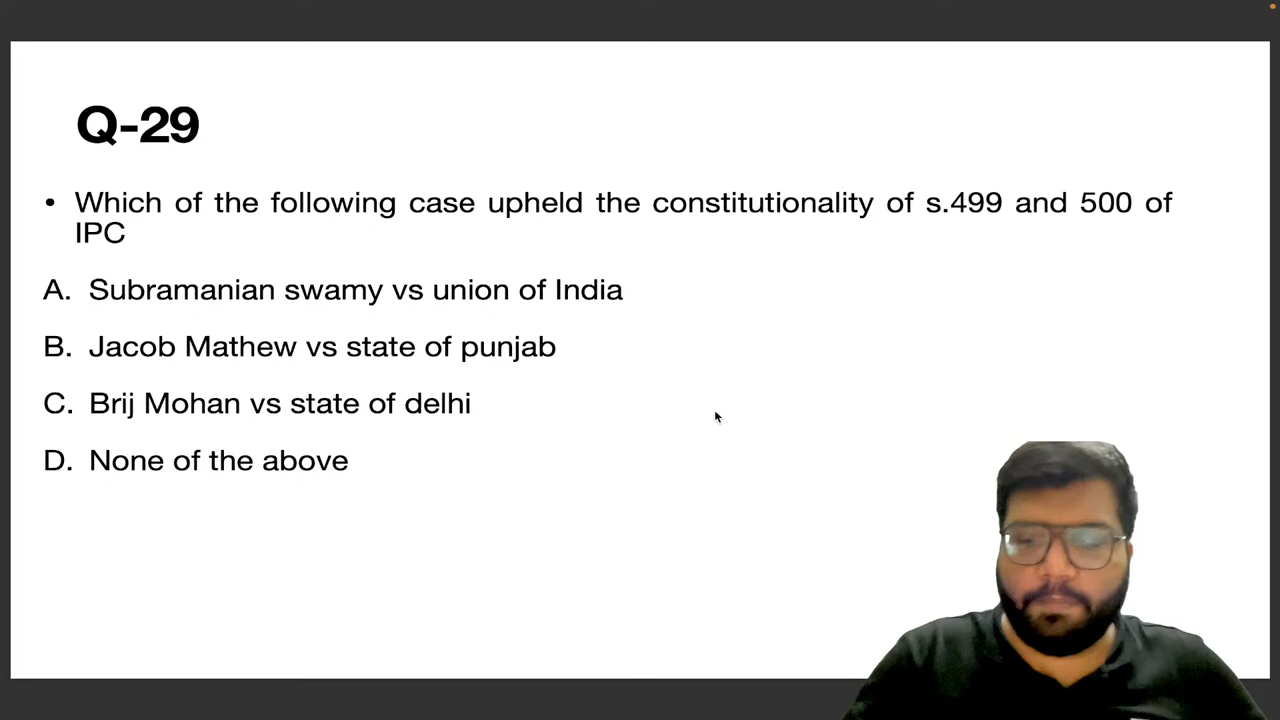 Q-29
• Which of the following case upheld the constitutionality of s.499 and 500 of
IPC
A. Subramanian swamy vs union of India
B. Jacob Mathew vs state of punjab
C. Brij Mohan vs state of delhi
D. None of the above